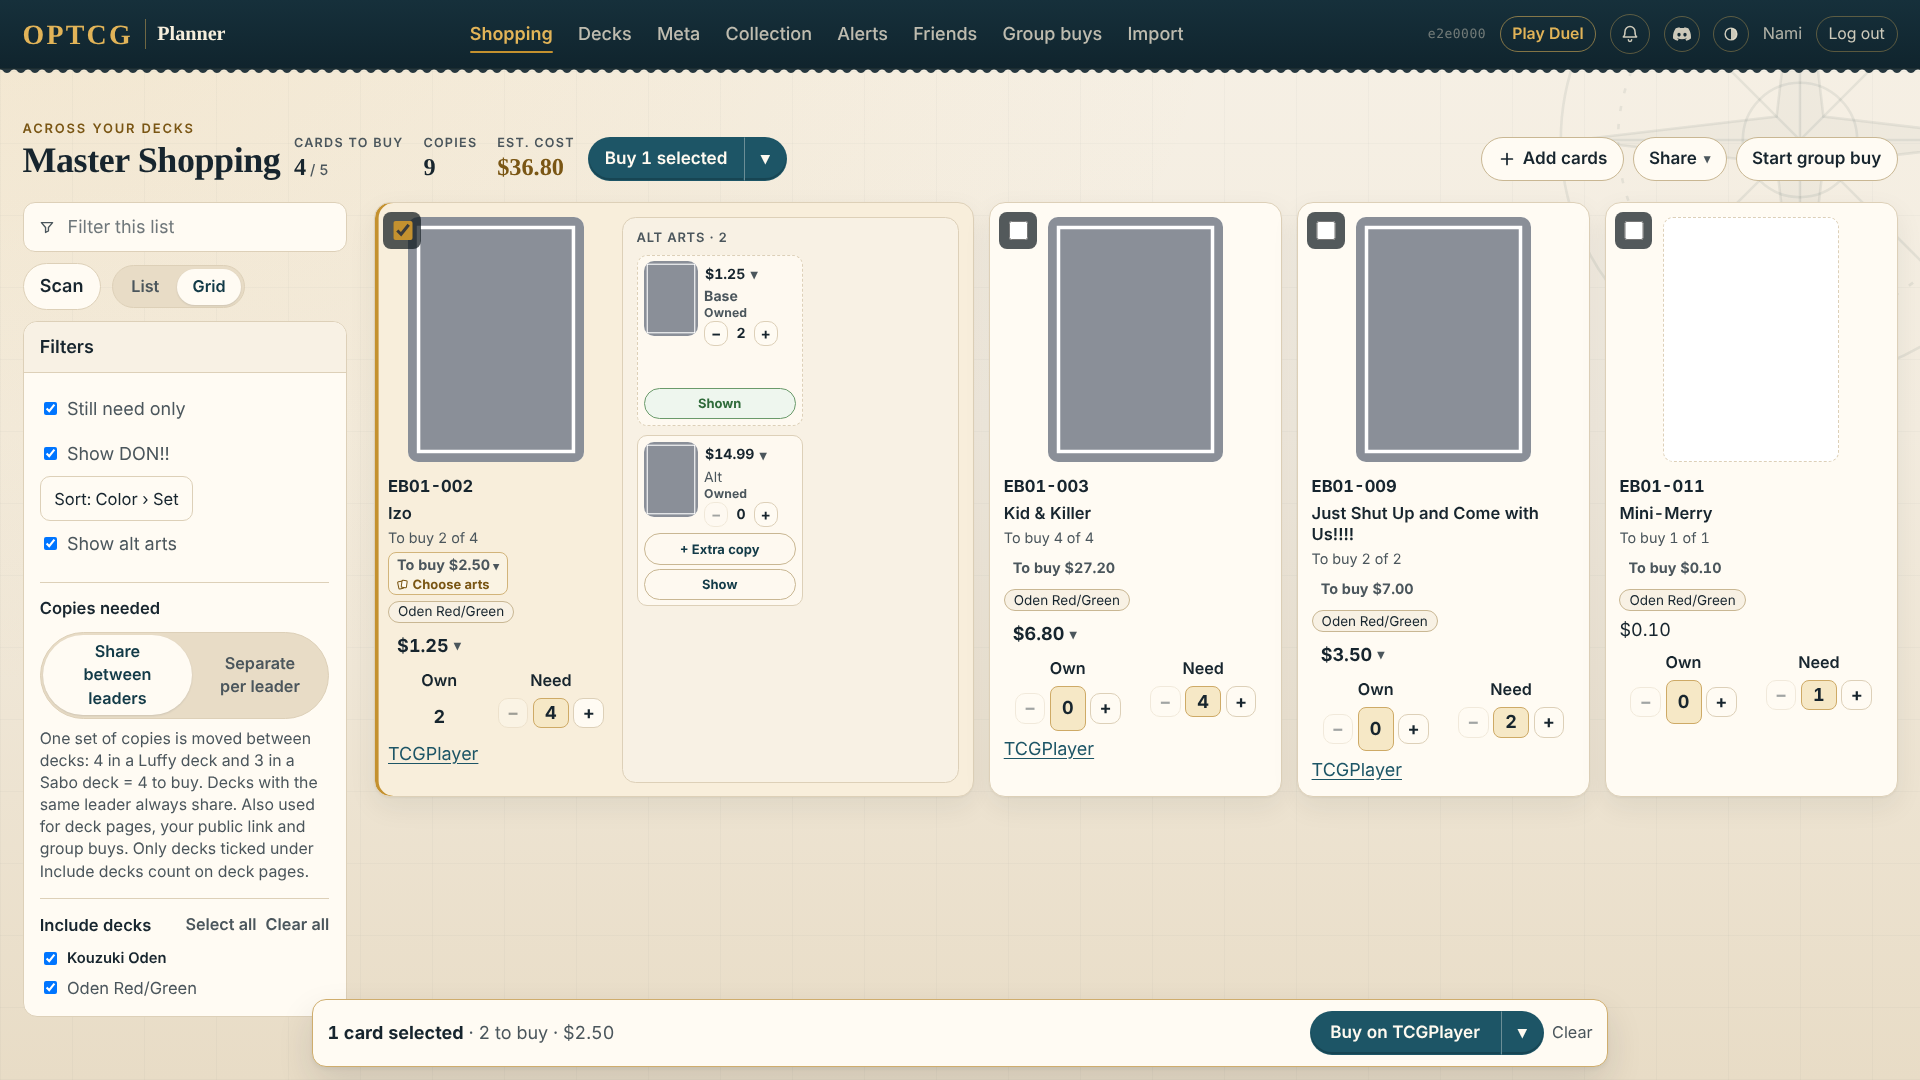 OPTCG
Planner
Shopping
Decks
Meta
Collection
Alerts
Friends
Group buys
Import
e2e0000
Play Duel
Nami
Log out
ACROSS YOUR DECKS
Master Shopping
CARDS TO BUY
4 / 5
COPIES
9
EST. COST
$36.80
Buy 1 selected ▼
+ Add cards
Share ▾
Start group buy
Filter this list
Scan
List
Grid
Filters
Still need only
Show DON!!
Sort: Color › Set
Show alt arts
Copies needed
Share
between
leaders
Separate
per leader
One set of copies is moved between
decks: 4 in a Luffy deck and 3 in a
Sabo deck = 4 to buy. Decks with the
same leader always share. Also used
for deck pages, your public link and
group buys. Only decks ticked under
Include decks count on deck pages.
Include decks
Select all
Clear all
Kouzuki Oden
Oden Red/Green
EB01-002
Izo
To buy 2 of 4
To buy $2.50 ▾
Choose arts
Oden Red/Green
$1.25 ▾
Own
Need
2
− 4 +
TCGPlayer
ALT ARTS · 2
$1.25 ▾
Base
Owned
− 2 +
Shown
$14.99 ▾
Alt
Owned
− 0 +
+ Extra copy
Show
EB01-003
Kid & Killer
To buy 4 of 4
To buy $27.20
Oden Red/Green
$6.80 ▾
Own
Need
− 0 +
− 4 +
TCGPlayer
EB01-009
Just Shut Up and Come with
Us!!!!
To buy 2 of 2
To buy $7.00
Oden Red/Green
$3.50 ▾
Own
Need
− 0 +
− 2 +
TCGPlayer
EB01-011
Mini-Merry
To buy 1 of 1
To buy $0.10
Oden Red/Green
$0.10
Own
Need
− 0 +
− 1 +
1 card selected · 2 to buy · $2.50
Buy on TCGPlayer ▼
Clear